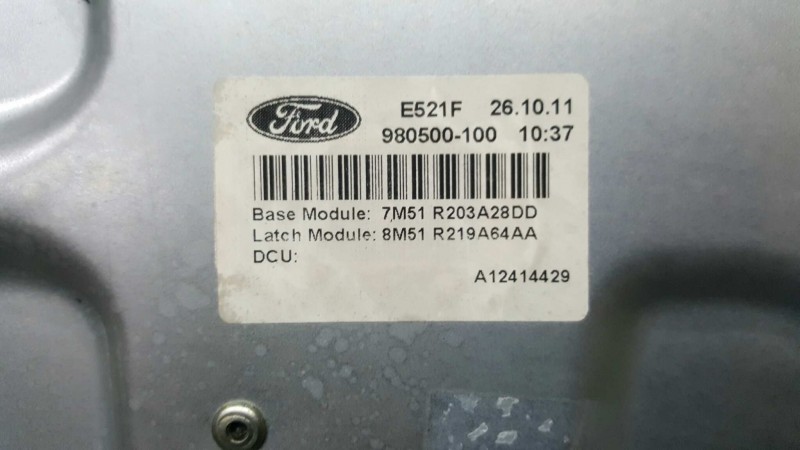 Ford E521F 26.10.11
980500-100 10:37
Base Module: 7M51 R203A28DD
Latch Module: 8M51 R219A64AA
DCU:
A12414429